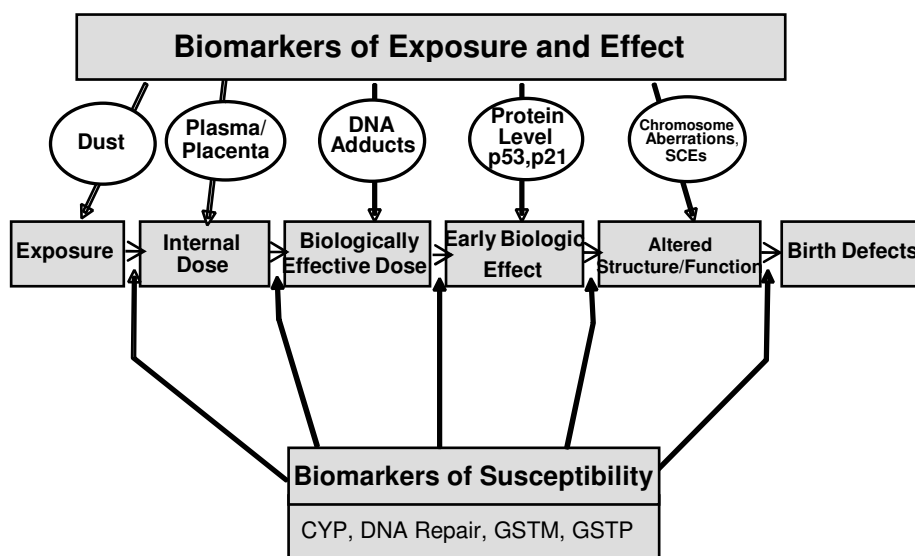 Biomarkers of Exposure and Effect
Dust
Plasma/
Placenta
DNA
Adducts
Protein
Level
p53,p21
Chromosome
Aberrations,
SCEs
Exposure
Internal
Dose
Biologically
Effective Dose
Early Biologic
Effect
Altered
Structure/Function
Birth Defects
Biomarkers of Susceptibility
CYP, DNA Repair, GSTM, GSTP